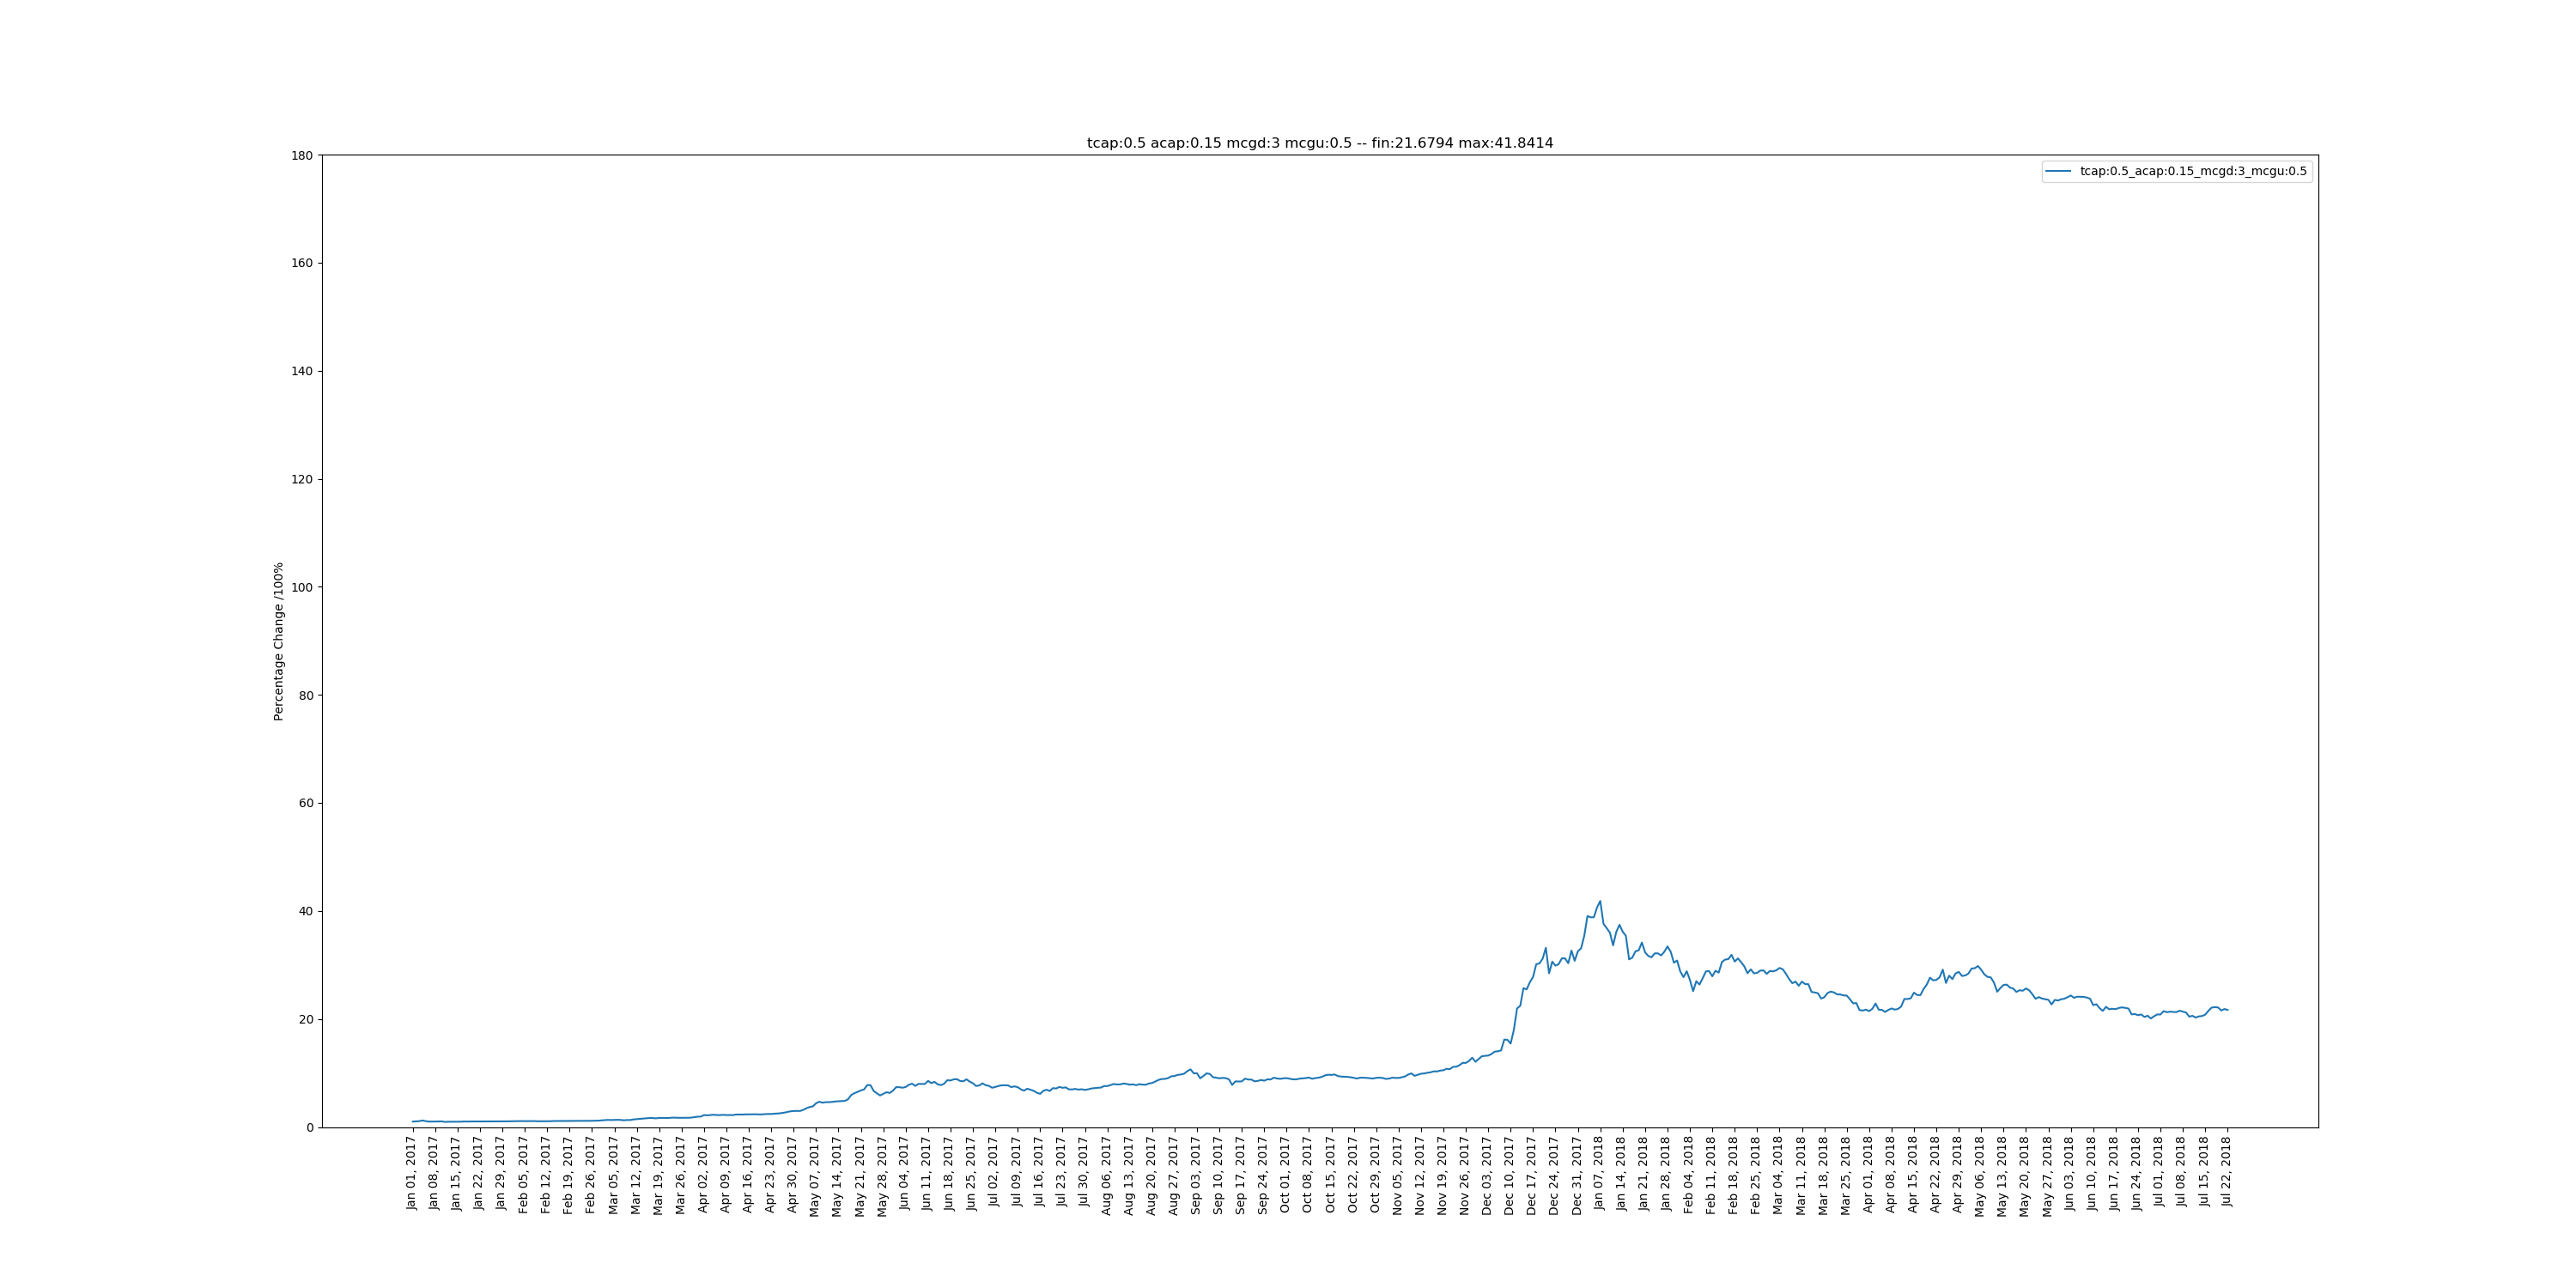 tcap:0.5 acap:0.15 mcgd:3 mcgu:0.5 -- fin:21.6794 max:41.8414
tcap:0.5_acap:0.15_mcgd:3_mcgu:0.5
Percentage Change /100%
180
160
140
120
100
80
60
40
20
0
Jan 01, 2017
Jan 08, 2017
Jan 15, 2017
Jan 22, 2017
Jan 29, 2017
Feb 05, 2017
Feb 12, 2017
Feb 19, 2017
Feb 26, 2017
Mar 05, 2017
Mar 12, 2017
Mar 19, 2017
Mar 26, 2017
Apr 02, 2017
Apr 09, 2017
Apr 16, 2017
Apr 23, 2017
Apr 30, 2017
May 07, 2017
May 14, 2017
May 21, 2017
May 28, 2017
Jun 04, 2017
Jun 11, 2017
Jun 18, 2017
Jun 25, 2017
Jul 02, 2017
Jul 09, 2017
Jul 16, 2017
Jul 23, 2017
Jul 30, 2017
Aug 06, 2017
Aug 13, 2017
Aug 20, 2017
Aug 27, 2017
Sep 03, 2017
Sep 10, 2017
Sep 17, 2017
Sep 24, 2017
Oct 01, 2017
Oct 08, 2017
Oct 15, 2017
Oct 22, 2017
Oct 29, 2017
Nov 05, 2017
Nov 12, 2017
Nov 19, 2017
Nov 26, 2017
Dec 03, 2017
Dec 10, 2017
Dec 17, 2017
Dec 24, 2017
Dec 31, 2017
Jan 07, 2018
Jan 14, 2018
Jan 21, 2018
Jan 28, 2018
Feb 04, 2018
Feb 11, 2018
Feb 18, 2018
Feb 25, 2018
Mar 04, 2018
Mar 11, 2018
Mar 18, 2018
Mar 25, 2018
Apr 01, 2018
Apr 08, 2018
Apr 15, 2018
Apr 22, 2018
Apr 29, 2018
May 06, 2018
May 13, 2018
May 20, 2018
May 27, 2018
Jun 03, 2018
Jun 10, 2018
Jun 17, 2018
Jun 24, 2018
Jul 01, 2018
Jul 08, 2018
Jul 15, 2018
Jul 22, 2018